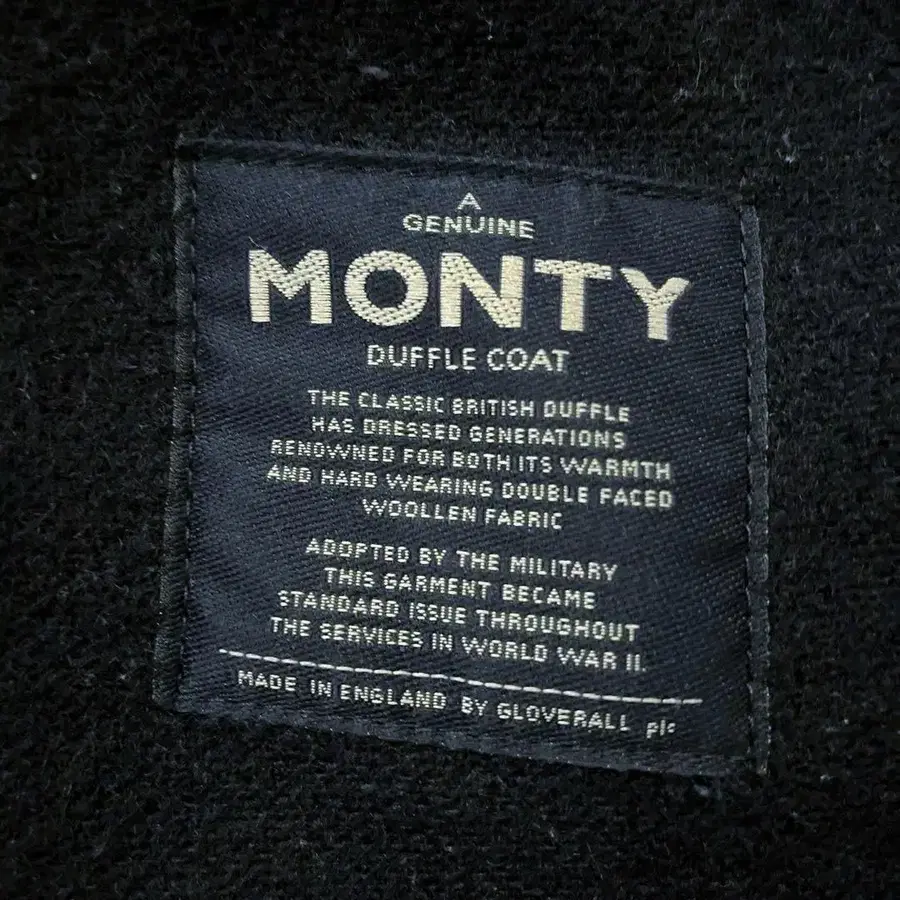 A
GENUINE
MONTY
DUFFLE COAT
THE CLASSIC BRITISH DUFFLE
HAS DRESSED GENERATIONS
RENOWNED FOR BOTH ITS WARMTH
AND HARD WEARING DOUBLE FACED
WOOLLEN FABRIC
ADOPTED BY THE MILITARY
THIS GARMENT BECAME
STANDARD ISSUE THROUGHOUT
THE SERVICES IN WORLD WAR II.
MADE IN ENGLAND BY GLOVERALL plc